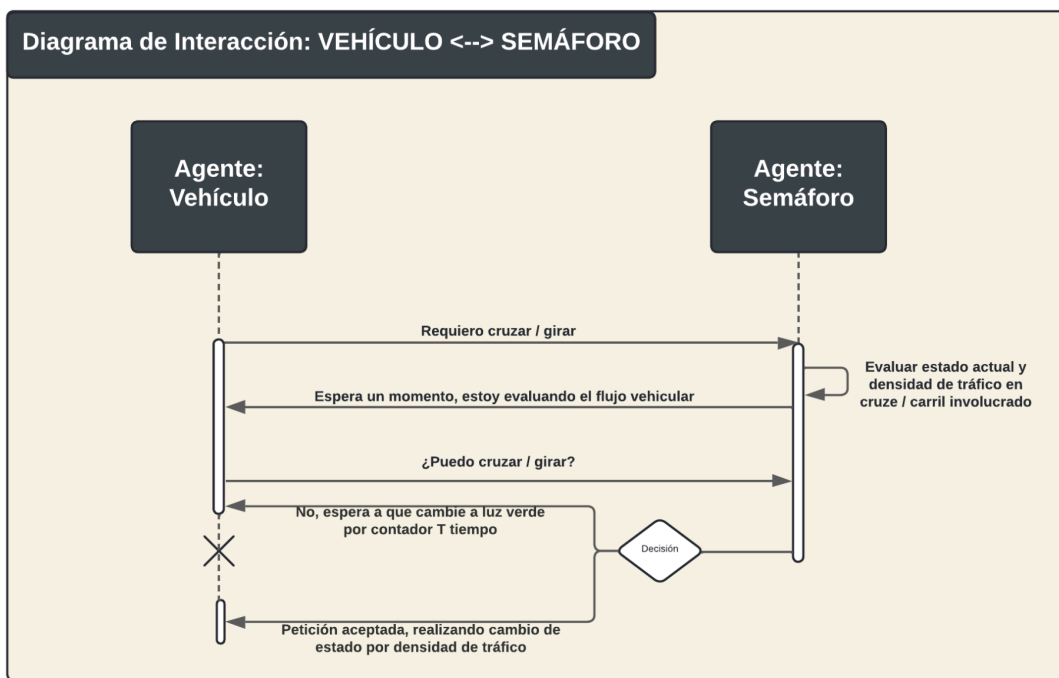 Diagrama de Interacción: VEHÍCULO <--> SEMÁFORO
Agente:
Vehículo
Agente:
Semáforo
Requiero cruzar / girar
Evaluar estado actual y
densidad de tráfico en
cruze / carril involucrado
Espera un momento, estoy evaluando el flujo vehicular
¿Puedo cruzar / girar?
No, espera a que cambie a luz verde
por contador T tiempo
Decisión
Petición aceptada, realizando cambio de
estado por densidad de tráfico